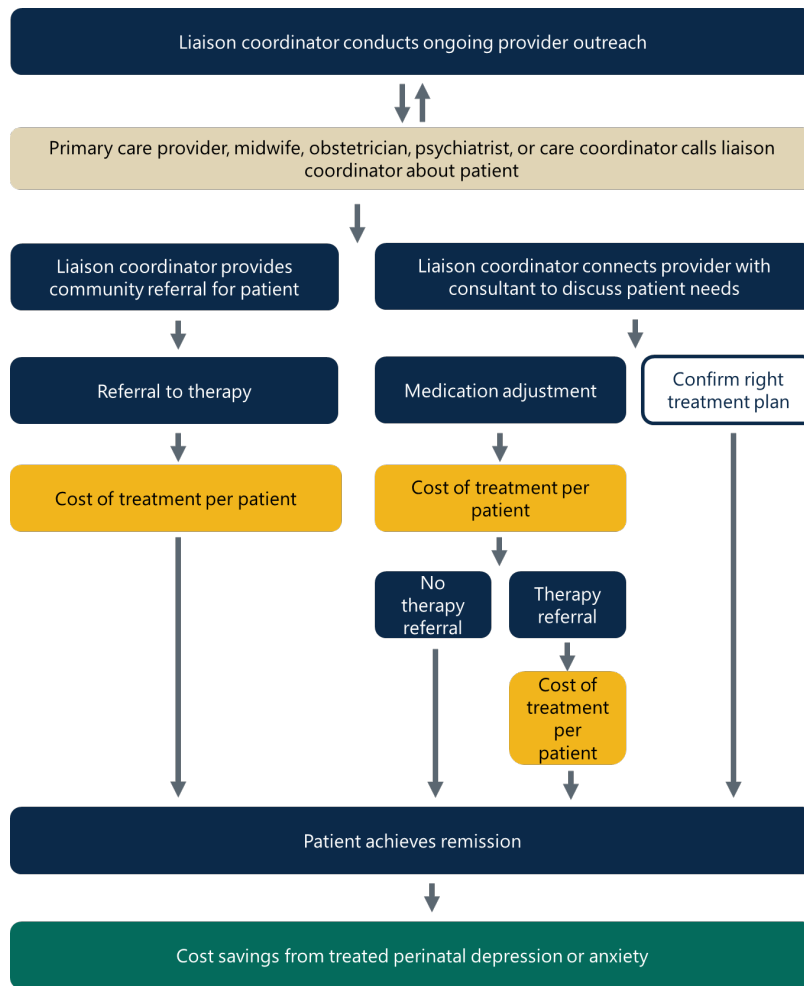 Liaison coordinator conducts ongoing provider outreach
Primary care provider, midwife, obstetrician, psychiatrist, or care coordinator calls liaison
coordinator about patient
Liaison coordinator provides
community referral for patient
Liaison coordinator connects provider with
consultant to discuss patient needs
Referral to therapy
Medication adjustment
Confirm right
treatment plan
Cost of treatment per patient
Cost of treatment per
patient
No
therapy
referral
Therapy
referral
Cost of
treatment
per
patient
Patient achieves remission
Cost savings from treated perinatal depression or anxiety